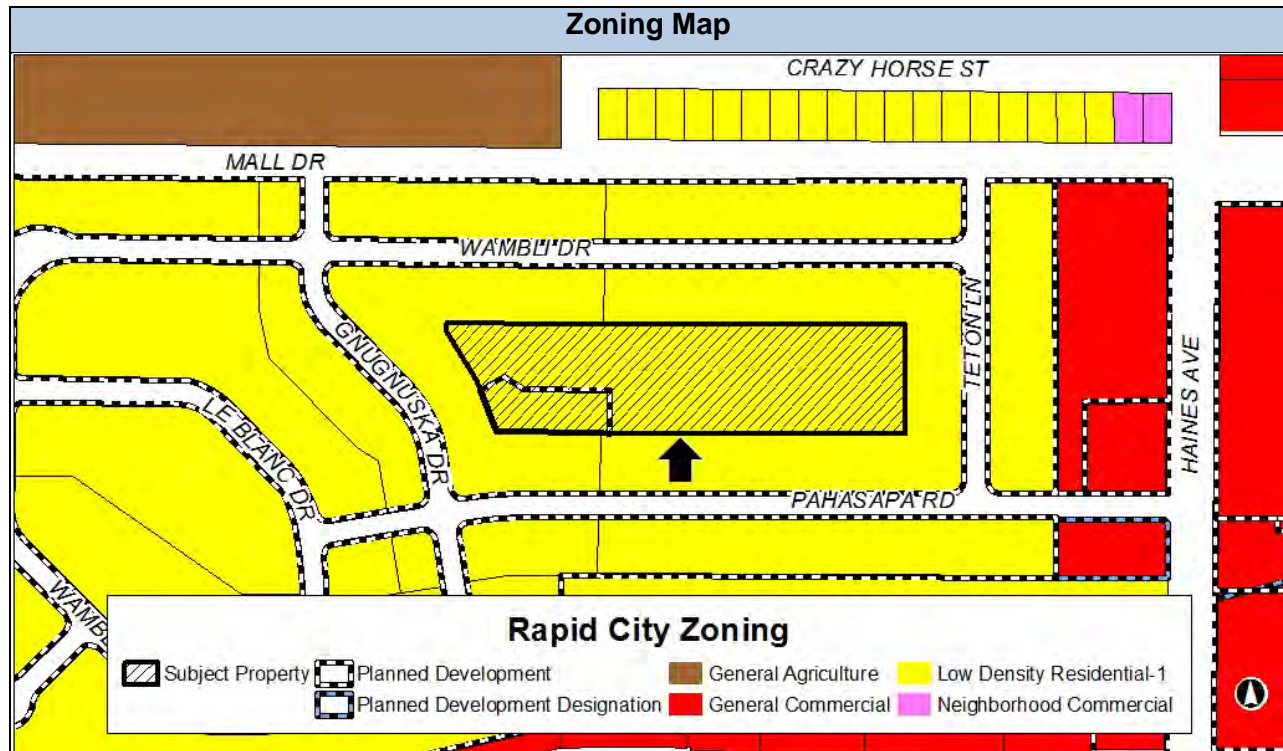 Zoning Map
CRAZY HORSE ST
MALL DR
WAMBLI DR
GNUGNUSKA DR
TETON LN
HAINES AVE
LE BLANC DR
PAHASAPA RD
WAMBL
Rapid City Zoning
Subject Property
Planned Development
General Agriculture
Low Density Residential-1
Planned Development Designation
General Commercial
Neighborhood Commercial